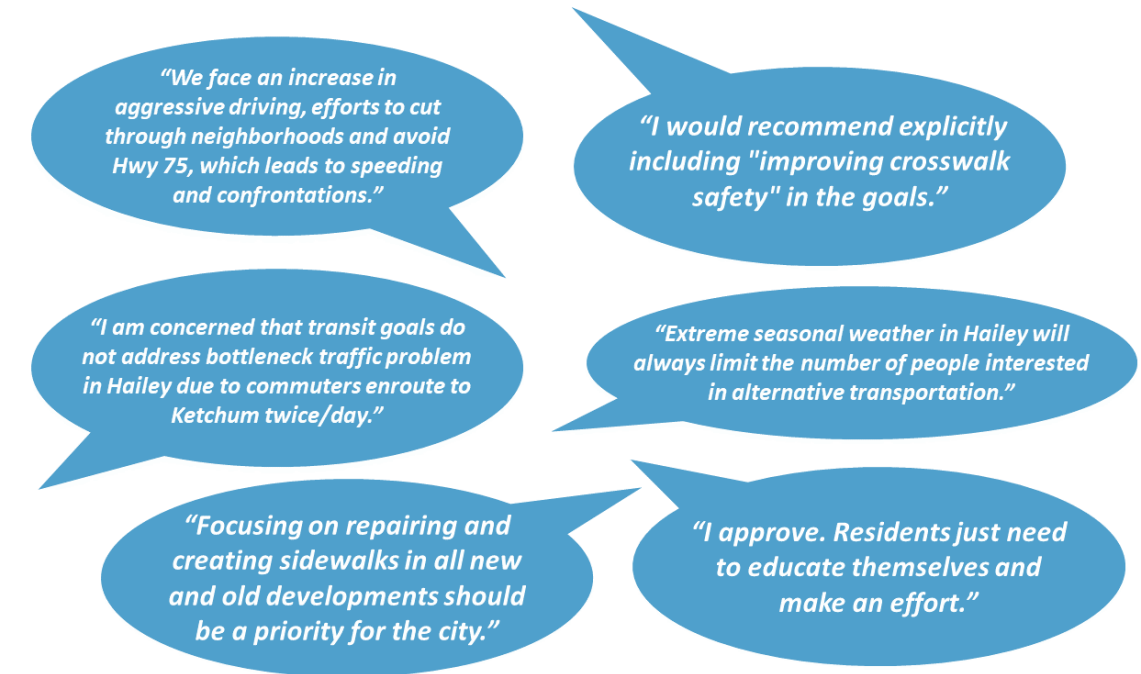 “We face an increase in
aggressive driving, efforts to cut
through neighborhoods and avoid
Hwy 75, which leads to speeding
and confrontations.”
“I would recommend explicitly
including "improving crosswalk
safety" in the goals.”
“I am concerned that transit goals do
not address bottleneck traffic problem
in Hailey due to commuters enroute to
Ketchum twice/day.”
“Extreme seasonal weather in Hailey will
always limit the number of people interested
in alternative transportation.”
“Focusing on repairing and
creating sidewalks in all new
and old developments should
be a priority for the city.”
“I approve. Residents just need
to educate themselves and
make an effort.”